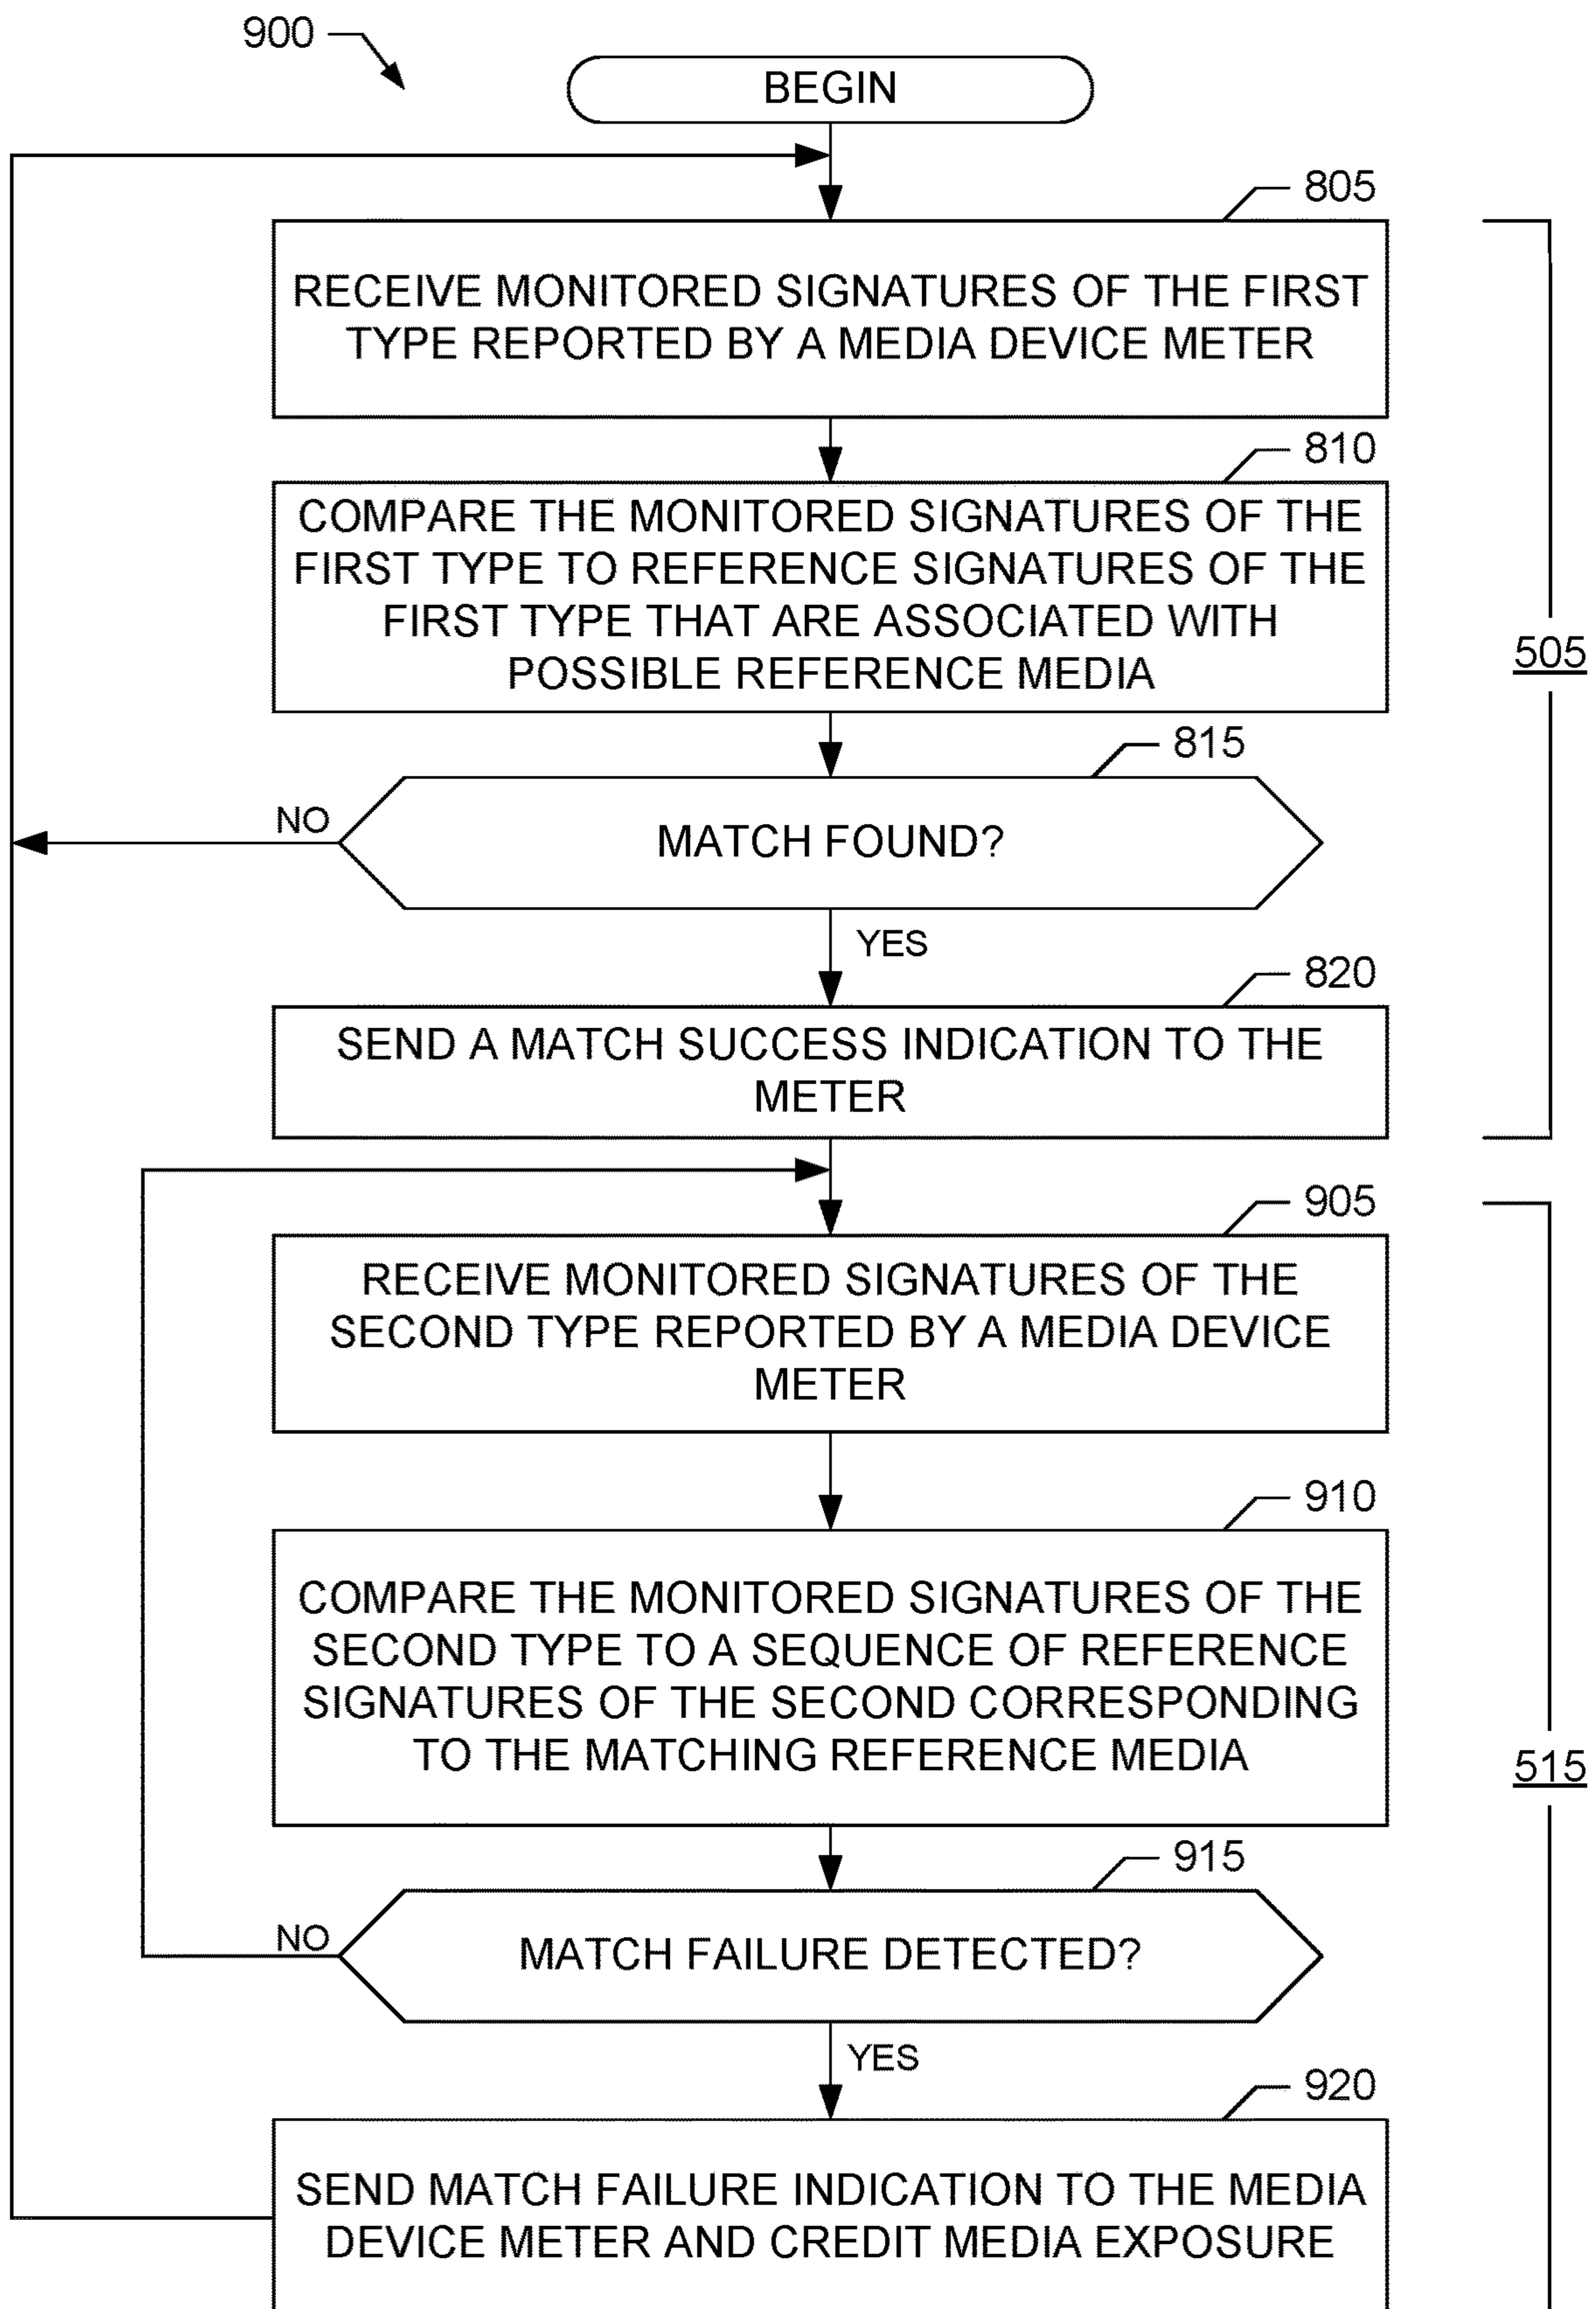 900
BEGIN
805
RECEIVE MONITORED SIGNATURES OF THE FIRST
TYPE REPORTED BY A MEDIA DEVICE METER
810
COMPARE THE MONITORED SIGNATURES OF THE
FIRST TYPE TO REFERENCE SIGNATURES OF THE
FIRST TYPE THAT ARE ASSOCIATED WITH
POSSIBLE REFERENCE MEDIA
505
815
NO
MATCH FOUND?
YES
820
SEND A MATCH SUCCESS INDICATION TO THE
METER
905
RECEIVE MONITORED SIGNATURES OF THE
SECOND TYPE REPORTED BY A MEDIA DEVICE
METER
910
COMPARE THE MONITORED SIGNATURES OF THE
SECOND TYPE TO A SEQUENCE OF REFERENCE
SIGNATURES OF THE SECOND CORRESPONDING
TO THE MATCHING REFERENCE MEDIA
515
915
NO
MATCH FAILURE DETECTED?
YES
920
SEND MATCH FAILURE INDICATION TO THE MEDIA
DEVICE METER AND CREDIT MEDIA EXPOSURE